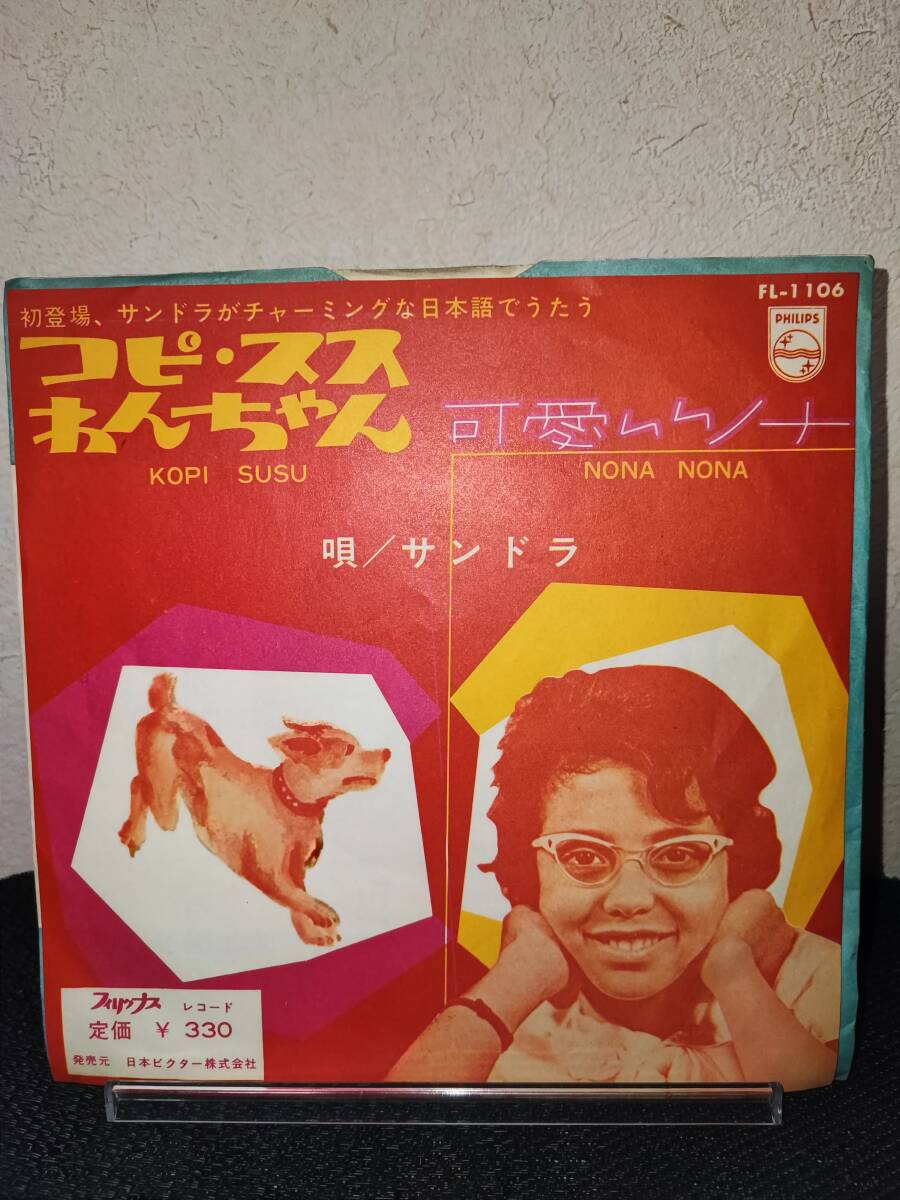 FL-1106
PHILIPS
初登場、サンドラがチャーミングな日本語でうたう
コピ・スス
わんちゃん
KOPI SUSU
可愛いいノナ
NONA NONA
唄／サンドラ
フィリップス レコード
定価 ￥330
発売元 日本ビクター株式会社